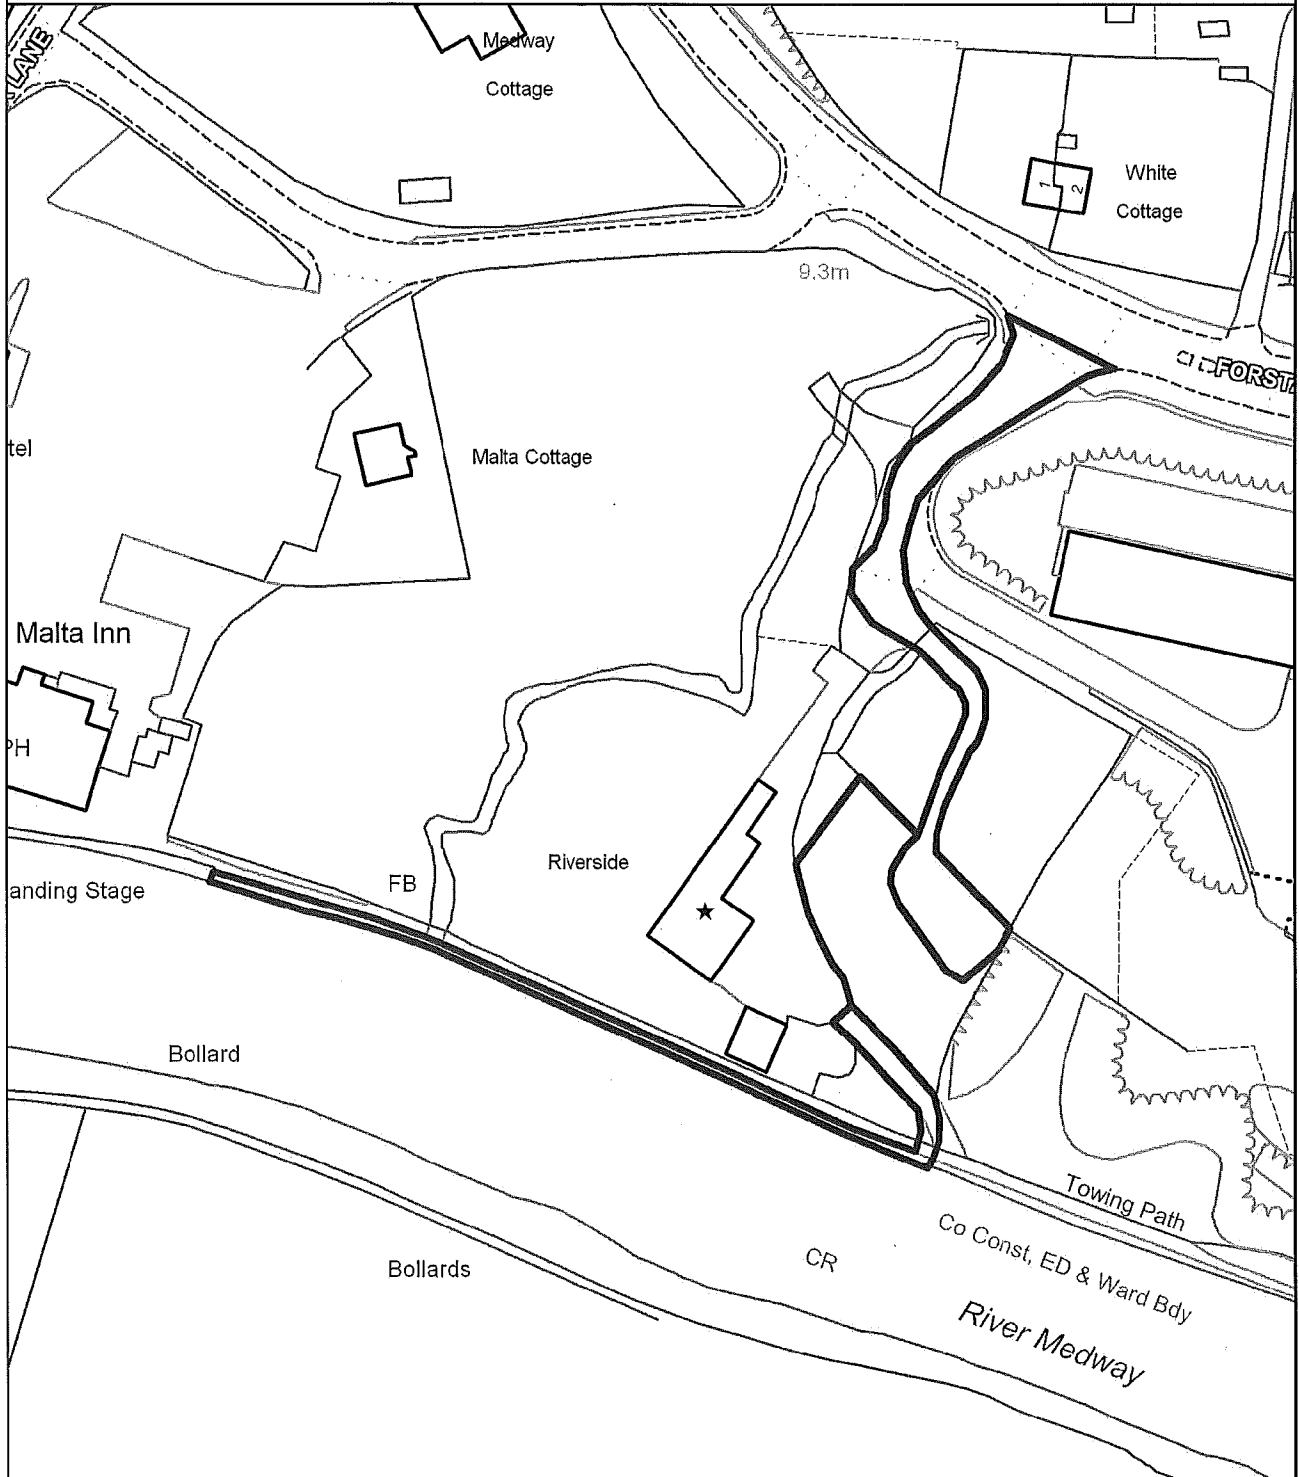 LANE
Medway
Cottage
White
Cottage
1
2
9.3m
FORST
tel
Malta Cottage
Malta Inn
PH
Riverside
FB
anding Stage
Bollard
Towing Path
Co Const, ED & Ward Bdy
CR
Bollards
River Medway